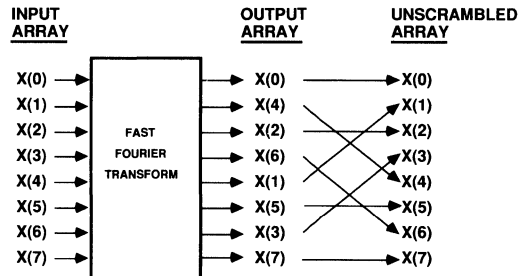 INPUT ARRAY
OUTPUT ARRAY
UNSCRAMBLED ARRAY
X(0) X(0) X(0)
X(1) X(4) X(1)
X(2) X(2) X(2)
X(3) X(6) X(3)
X(4) X(1) X(4)
X(5) X(5) X(5)
X(6) X(3) X(6)
X(7) X(7) X(7)
FAST
FOURIER
TRANSFORM